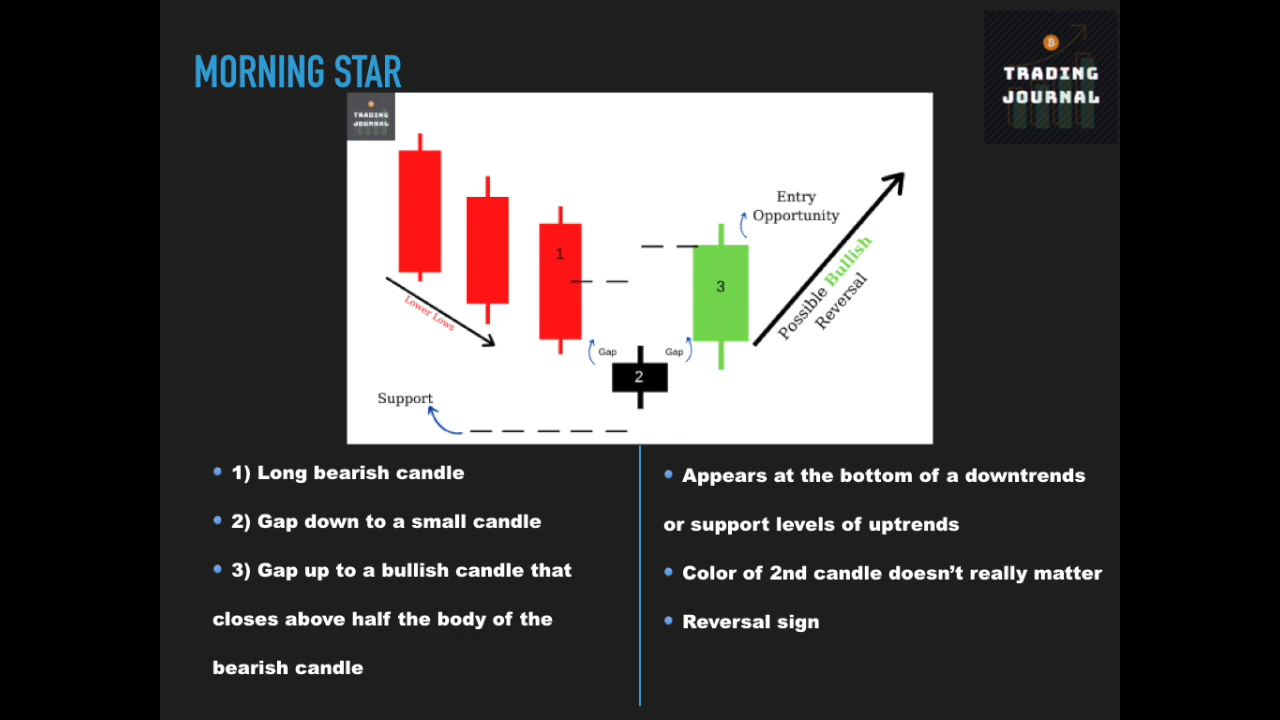 MORNING STAR
TRADING
JOURNAL
TRADING
JOURNAL
1
2
3
Lower Lows
Support
Gap
Gap
Entry
Opportunity
Possible Bullish
Reversal
• 1) Long bearish candle
• 2) Gap down to a small candle
• 3) Gap up to a bullish candle that
closes above half the body of the
bearish candle
• Appears at the bottom of a downtrends
or support levels of uptrends
• Color of 2nd candle doesn’t really matter
• Reversal sign